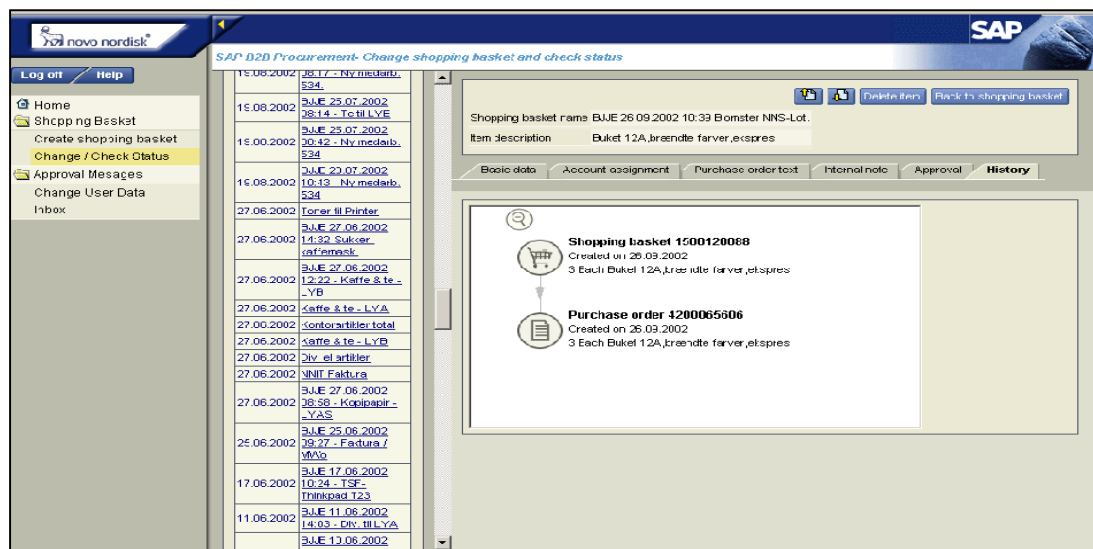 novo nordisk
SAP
SAP B2B Procurement- Change shopping basket and check status
Log off Help
Home
Shopping Basket
Create shopping basket
Change / Check Status
Approval Mesages
Change User Data
Inbox
19.08.2002 08:17 - Ny medarb. 534.
19.08.2002 BJJE 25.07.2002
08:14 - To til LYE
BJJE 25.07.2002
- Ny medarb.
534
19.08.2002
10:13 Ny medarb.
534
27.06.2002 Toner til Printer
BJJE 27.06.2002
27.06.2002 14:32 Sukker
kaffemask.
BJJE 27.06.2002
27.06.2002 12:22 - Kaffe & te -
LYB
27.06.2002 Kaffe & te - LYA
27.06.2002 Kontorartikler total
27.06.2002 Kaffe & te - LYB
27.06.2002 Div el artikler
27.06.2002 NNIT Faktura
BJJE 27.06.2002
27.06.2002 08:58 - Kopipapir -
LYAS
BJJE 25.06.2002
25.06.2002 09:27 - Faktura /
BJJE 17.06.2002
17.06.2002 10:24 - TSF-
Thinkpad T23
BJJE 11.06.2002
11.06.2002 14:03 - Div. til LYA
BJJE 10.06.2002
Delete item Back to shopping basket
Shopping basket name BJJE 26.09.2002 10:39 Blomster NNS-Lot.
Item description Buket 12A,brændte farver,ekspres
Basic data Account assignment Purchase order text Internal note Approval History
Shopping basket 1500120088
Created on 26.09.2002
3 Each Buket 12A,brændte farver,ekspres
Purchase order 4200065606
Created on 26.09.2002
3 Each Buket 12A,brændte farver,ekspres